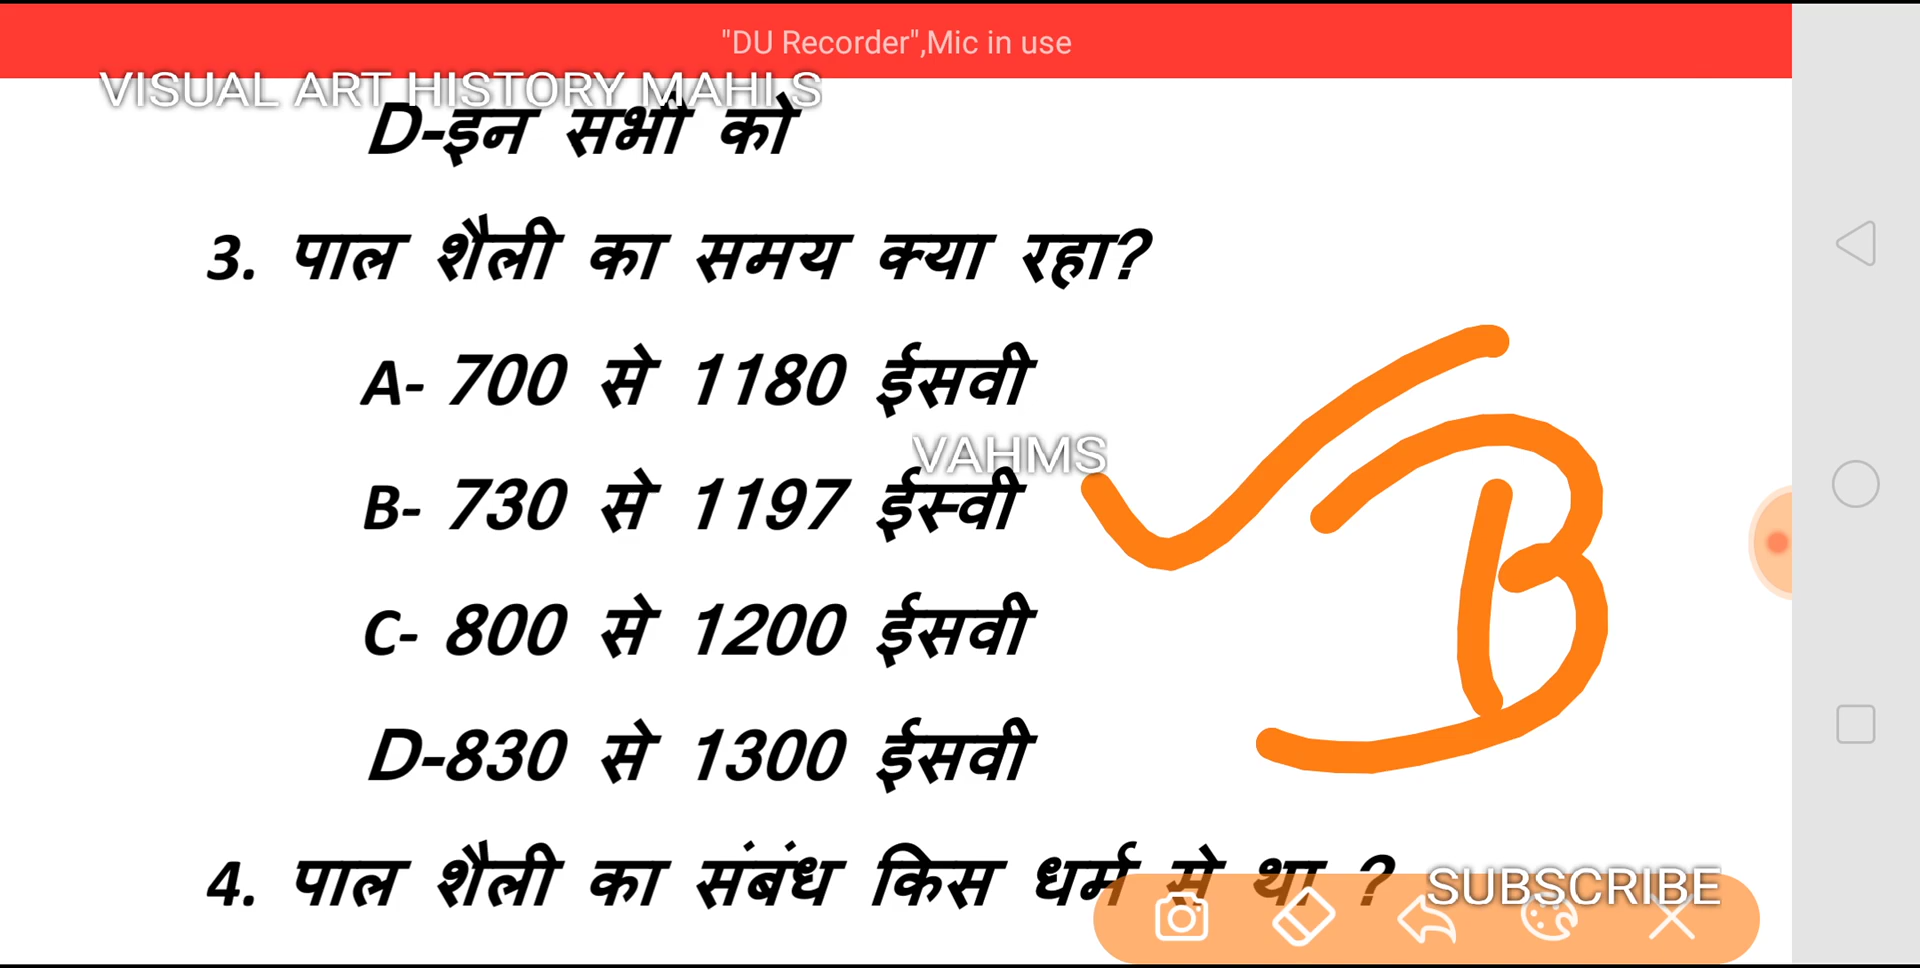 "DU Recorder",Mic in use
VISUAL ART HISTORY MAHI S
D-इन सभी को
3. पाल शैली का समय क्या रहा?
A- 700 से 1180 ईसवी
VAHMS
B- 730 से 1197 ईस्वी
B
C- 800 से 1200 ईसवी
D-830 से 1300 ईसवी
4. पाल शैली का संबंध किस धर्म से था ?
SUBSCRIBE